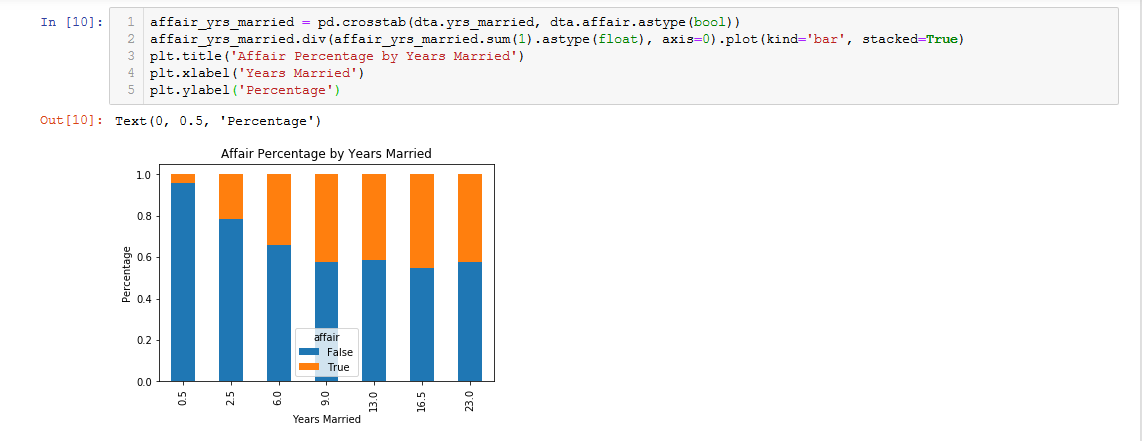 In [10]:
1 affair_yrs_married = pd.crosstab(dta.yrs_married, dta.affair.astype(bool))
2 affair_yrs_married.div(affair_yrs_married.sum(1).astype(float), axis=0).plot(kind='bar', stacked=True)
3 plt.title('Affair Percentage by Years Married')
4 plt.xlabel('Years Married')
5 plt.ylabel('Percentage')
Out[10]: Text(0, 0.5, 'Percentage')
Affair Percentage by Years Married
Percentage
1.0
0.8
0.6
0.4
0.2
0.0
affair
False
True
0.5 2.5 6.0 9.0 13.0 16.5 23.0
Years Married